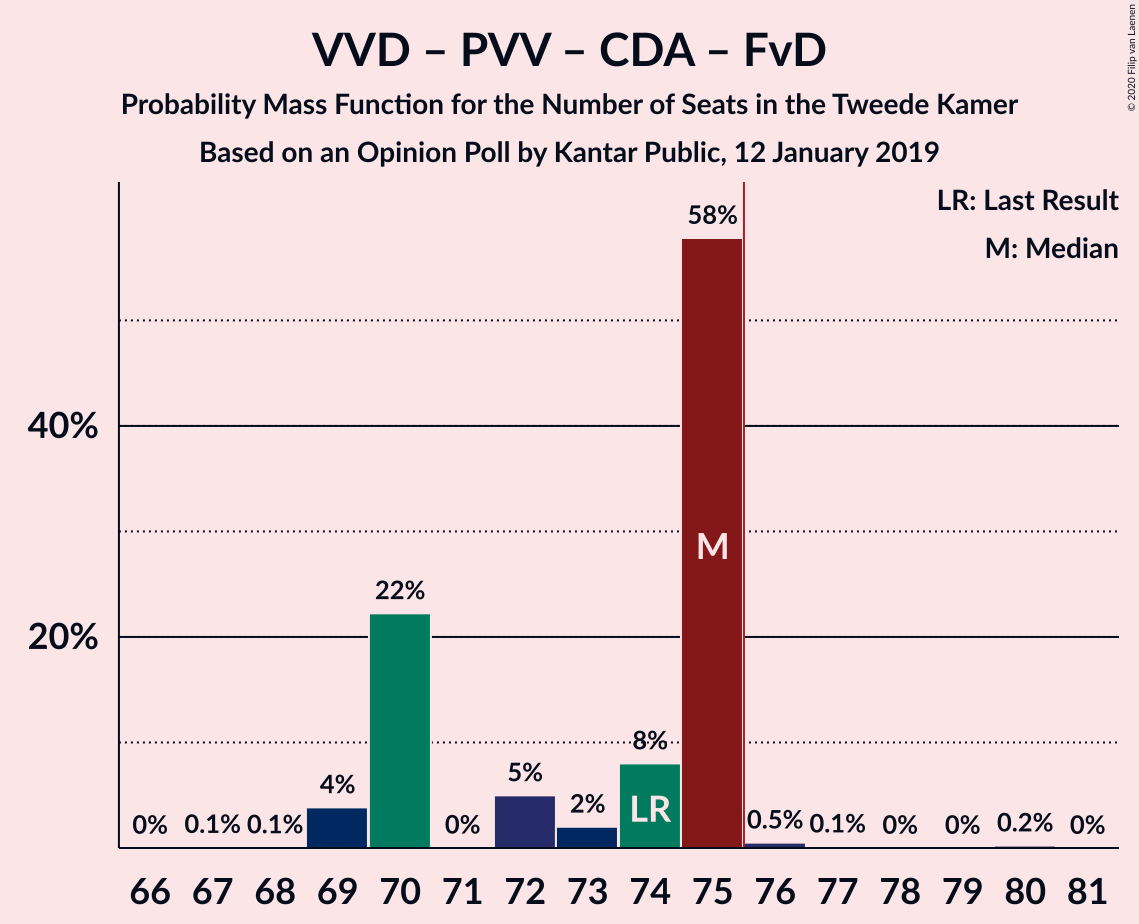 VVD – PVV – CDA – FvD
Probability Mass Function for the Number of Seats in the Tweede Kamer
Based on an Opinion Poll by Kantar Public, 12 January 2019
© 2020 Filip van Laenen
LR: Last Result
M: Median
40%
20%
0%
0.1%
0.1%
4%
22%
0%
5%
2%
8%
58%
0.5%
0.1%
0%
0%
0.2%
0%
LR
M
66 67 68 69 70 71 72 73 74 75 76 77 78 79 80 81